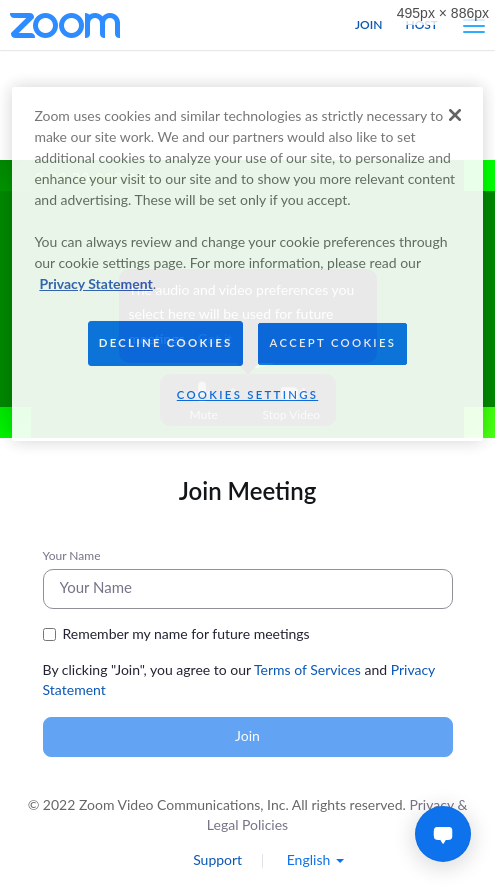 zoom
JOIN
HOST
495px × 886px
Zoom uses cookies and similar technologies as strictly necessary to
make our site work. We and our partners would also like to set
additional cookies to analyze your use of our site, to personalize and
enhance your visit to our site and to show you more relevant content
and advertising. These will be set only if you accept.
You can always review and change your cookie preferences through
our cookie settings page. For more information, please read our
Privacy Statement.
The audio and video preferences you
select here will be used for future
DECLINE COOKIES
ACCEPT COOKIES
COOKIES SETTINGS
Mute
Stop Video
Join Meeting
Your Name
Your Name
Remember my name for future meetings
By clicking "Join", you agree to our Terms of Services and Privacy
Statement
Join
© 2022 Zoom Video Communications, Inc. All rights reserved. Privacy &
Legal Policies
Support
English